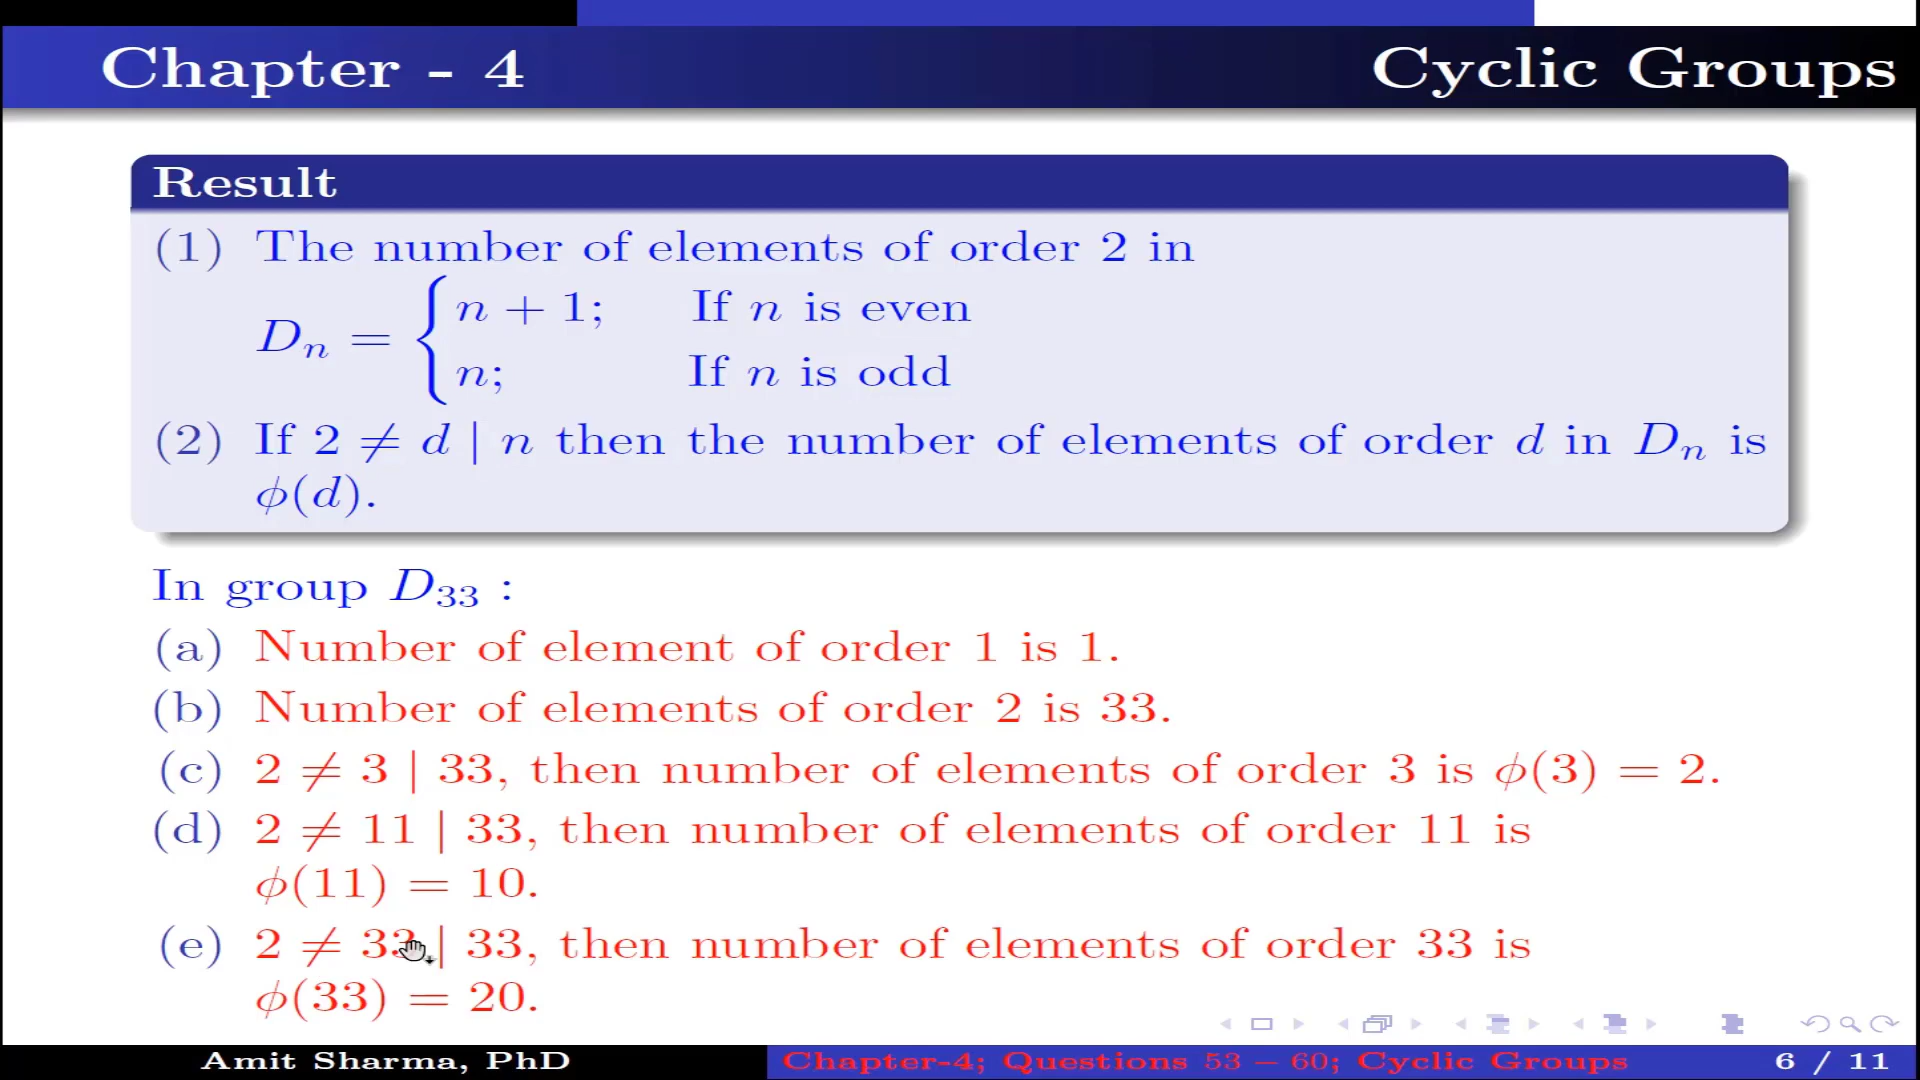 Chapter - 4 Cyclic Groups
Result
(1) The number of elements of order 2 in
n + 1; If n is even
Dₙ = {
n; If n is odd
(2) If 2 ≠ d | n then the number of elements of order d in Dₙ is
ϕ(d).
In group D₃₃ :
(a) Number of element of order 1 is 1.
(b) Number of elements of order 2 is 33.
(c) 2 ≠ 3 | 33, then number of elements of order 3 is ϕ(3) = 2.
(d) 2 ≠ 11 | 33, then number of elements of order 11 is
ϕ(11) = 10.
(e) 2 ≠ 33 | 33, then number of elements of order 33 is
ϕ(33) = 20.
Amit Sharma, PhD Chapter-4; Questions 53 – 60; Cyclic Groups 6 / 11